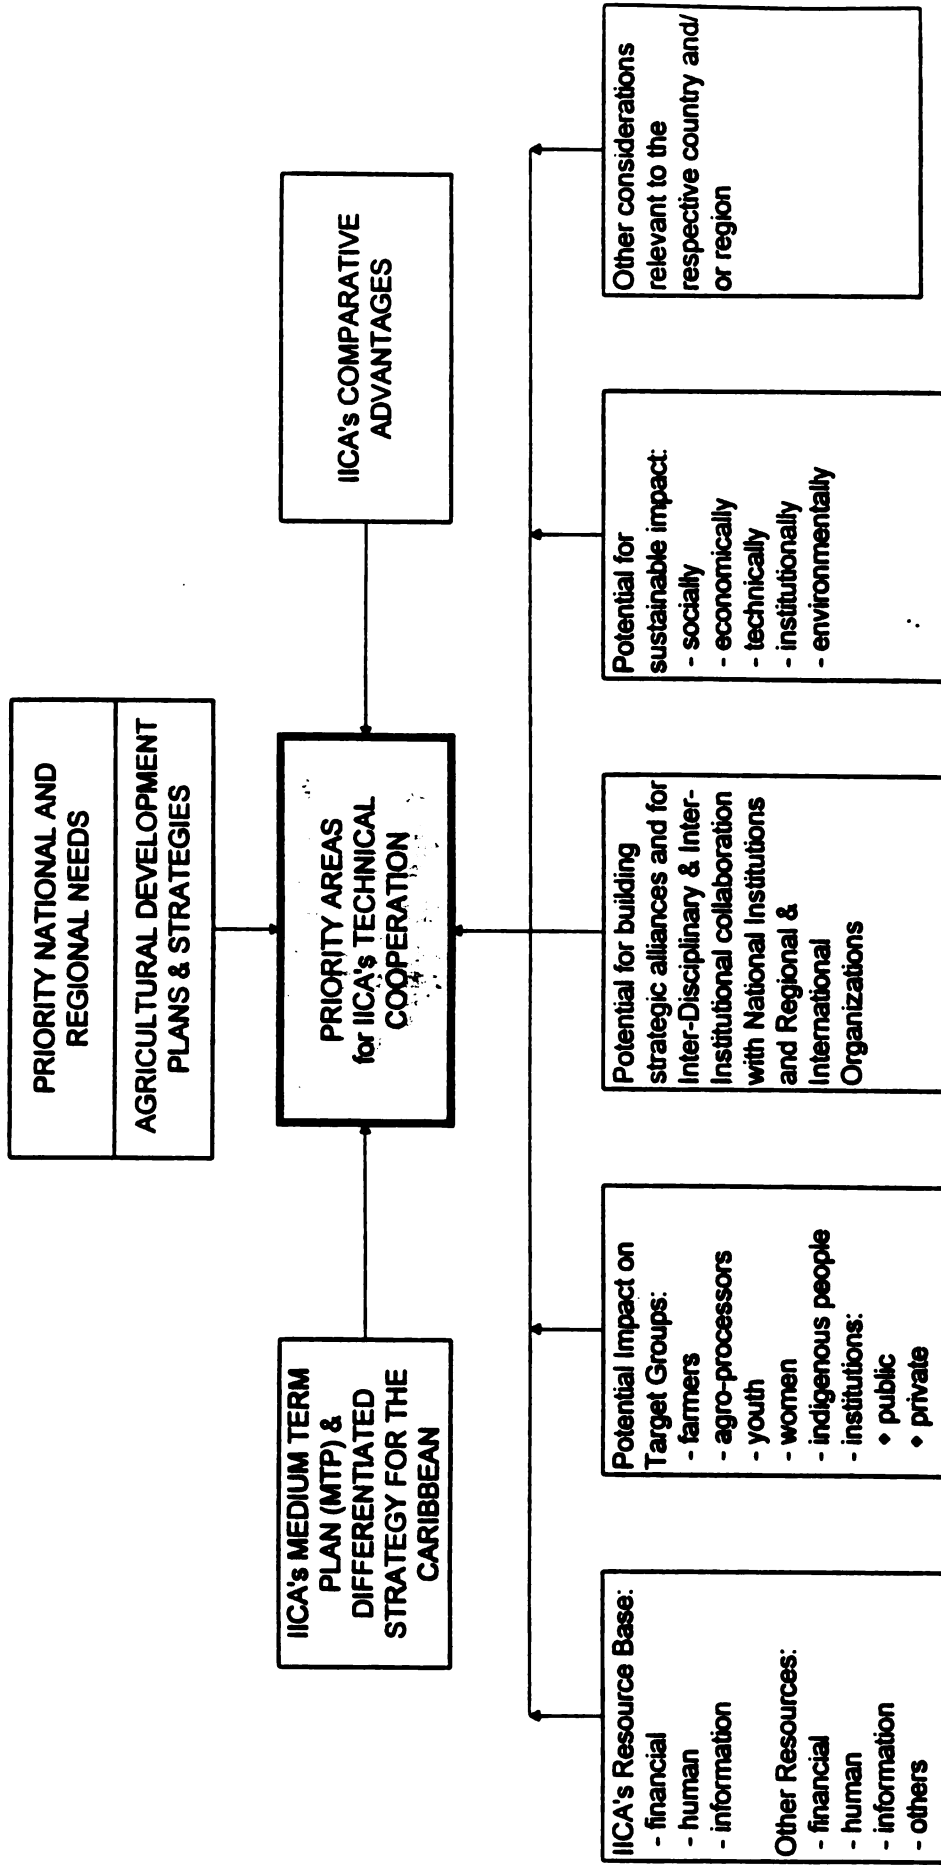 PRIORITY NATIONAL AND
REGIONAL NEEDS
AGRICULTURAL DEVELOPMENT
PLANS & STRATEGIES
IICA's MEDIUM TERM
PLAN (MTP) &
DIFFERENTIATED
STRATEGY FOR THE
CARIBBEAN
PRIORITY AREAS
for IICA's TECHNICAL
COOPERATION
IICA's COMPARATIVE
ADVANTAGES
IICA's Resource Base:
- financial
- human
- information
Other Resources:
- financial
- human
- information
- others
Potential Impact on
Target Groups:
- farmers
- agro-processors
- youth
- women
- indigenous people
- institutions:
♦ public
♦ private
Potential for building
strategic alliances and for
Inter-Disciplinary & Inter-
Institutional collaboration
with National Institutions
and Regional &
International
Organizations
Potential for
sustainable impact:
- socially
- economically
- technically
- institutionally
- environmentally
Other considerations
relevant to the
respective country and/
or region